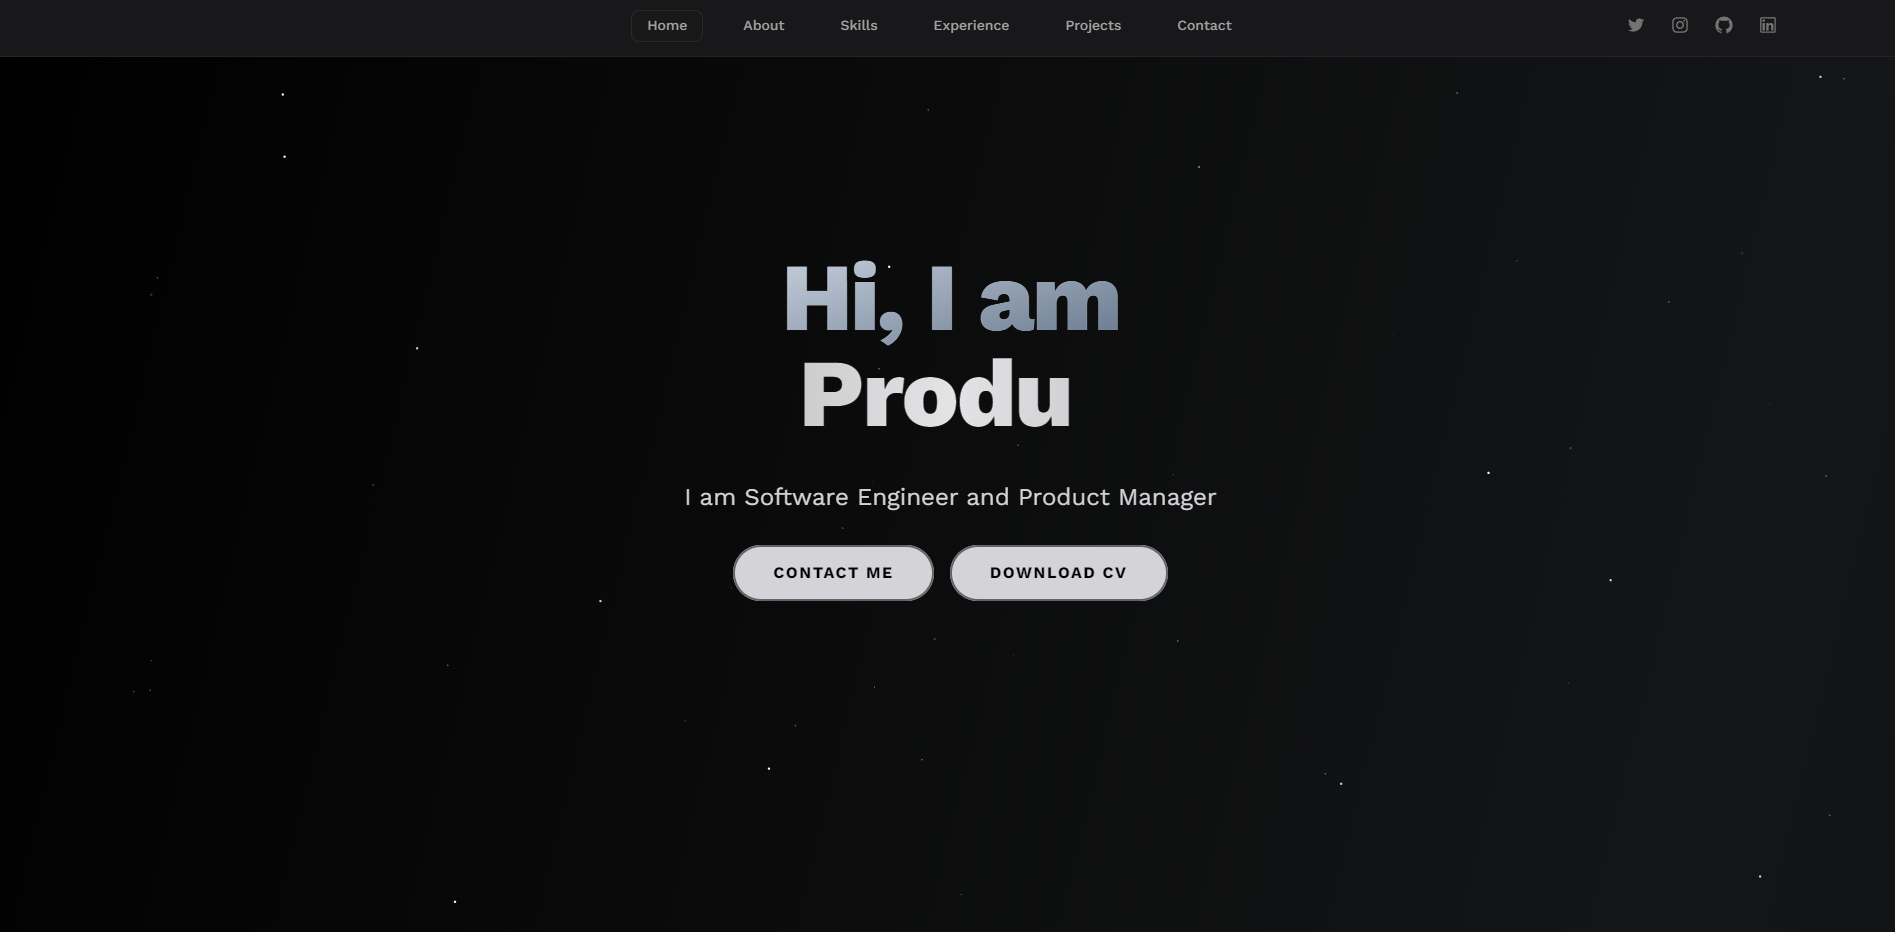 Home About Skills Experience Projects Contact
Hi, I am
Produ
I am Software Engineer and Product Manager
CONTACT ME DOWNLOAD CV